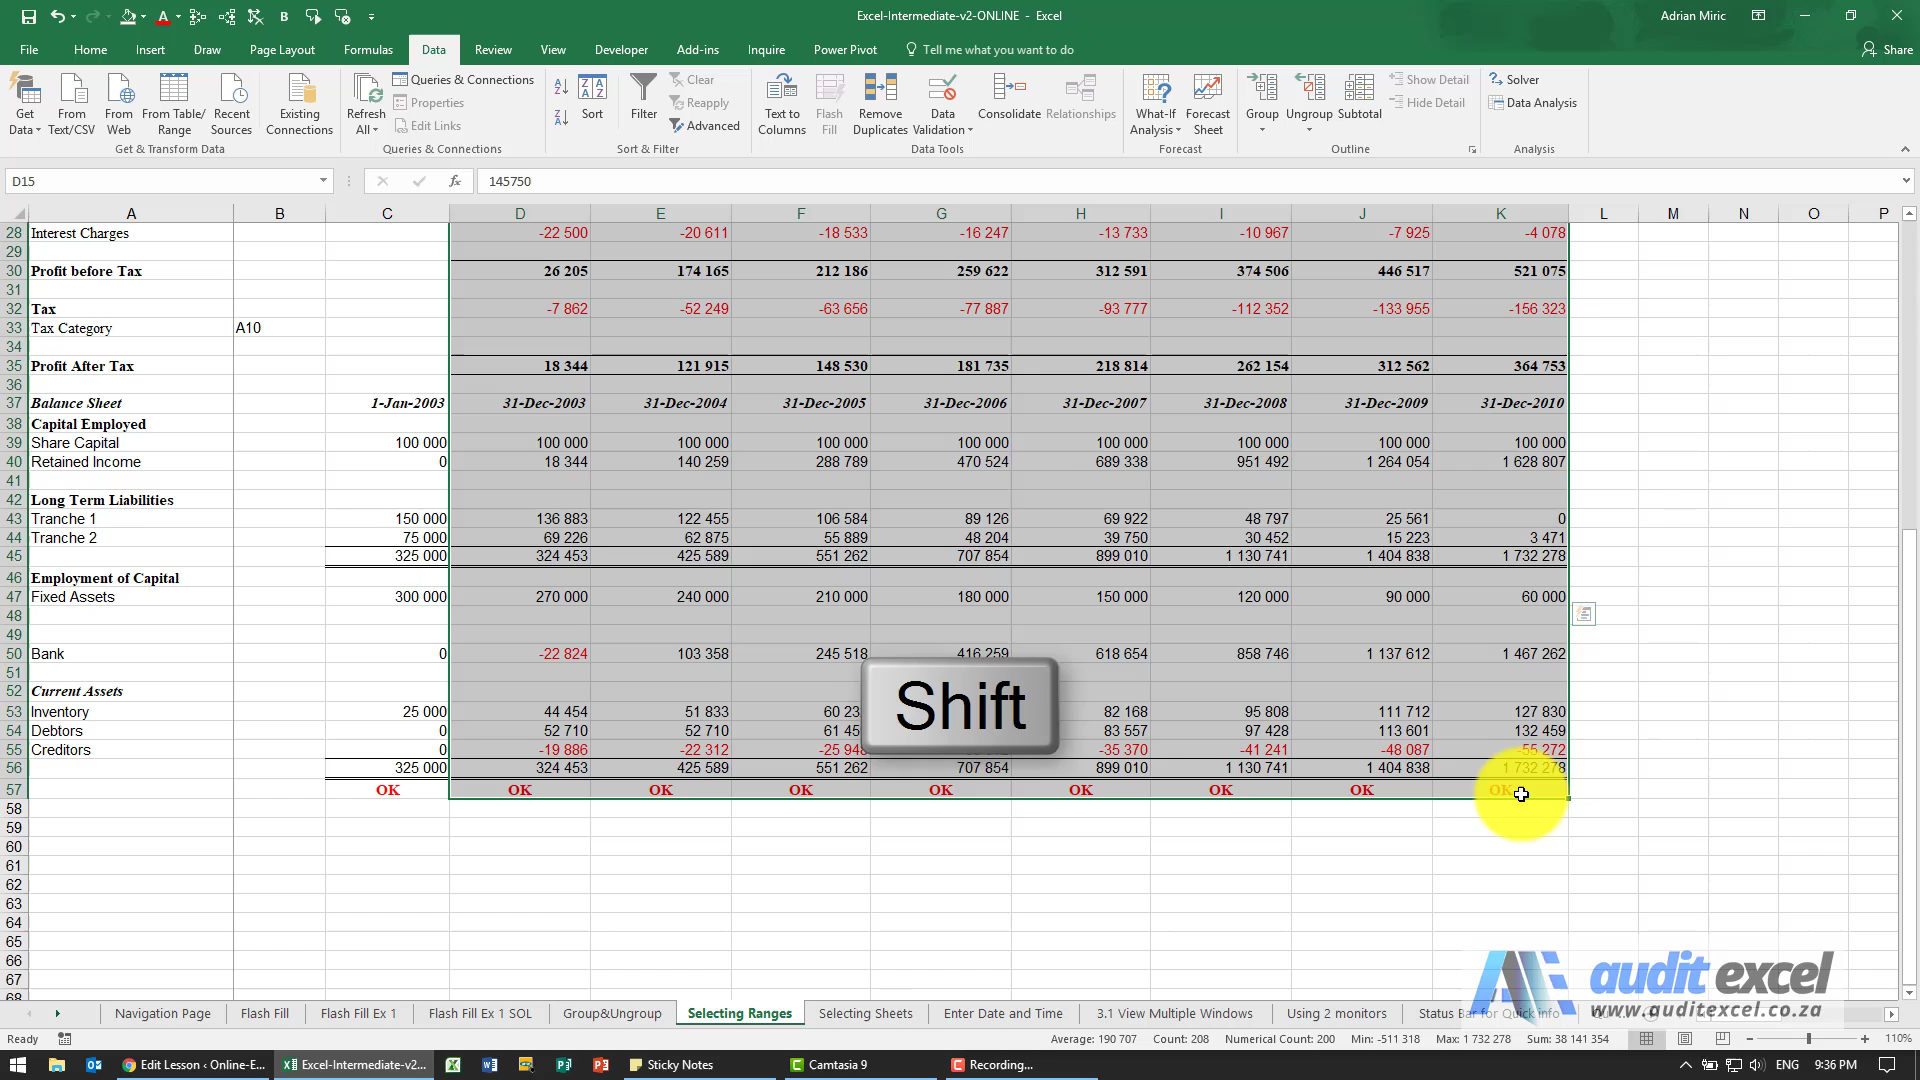 Excel-Intermediate-v2-ONLINE - Excel
Adrian Miric
File Home Insert Draw Page Layout Formulas Data Review View Developer Add-ins Inquire Power Pivot Tell me what you want to do Share
Get Data From Text/CSV From Web From Table/ Range Recent Sources Existing Connections
Get & Transform Data
Refresh All Queries & Connections Properties Edit Links
Queries & Connections
Sort Filter Clear Reapply Advanced
Sort & Filter
Text to Columns Flash Fill Remove Duplicates Data Validation Consolidate Relationships
Data Tools
What-If Analysis Forecast Sheet
Forecast
Group Ungroup Subtotal Show Detail Hide Detail
Outline
Solver Data Analysis
Analysis
D15 fx 145750
A B C D E F G H I J K L M N O P
28 Interest Charges -22 500 -20 611 -18 533 -16 247 -13 733 -10 967 -7 925 -4 078
29
30 Profit before Tax 26 205 174 165 212 186 259 622 312 591 374 506 446 517 521 075
31
32 Tax -7 862 -52 249 -63 656 -77 887 -93 777 -112 352 -133 955 -156 323
33 Tax Category A10
34
35 Profit After Tax 18 344 121 915 148 530 181 735 218 814 262 154 312 562 364 753
36
37 Balance Sheet 1-Jan-2003 31-Dec-2003 31-Dec-2004 31-Dec-2005 31-Dec-2006 31-Dec-2007 31-Dec-2008 31-Dec-2009 31-Dec-2010
38 Capital Employed
39 Share Capital 100 000 100 000 100 000 100 000 100 000 100 000 100 000 100 000 100 000
40 Retained Income 0 18 344 140 259 288 789 470 524 689 338 951 492 1 264 054 1 628 807
41
42 Long Term Liabilities
43 Tranche 1 150 000 136 883 122 455 106 584 89 126 69 922 48 797 25 561 0
44 Tranche 2 75 000 69 226 62 875 55 889 48 204 39 750 30 452 15 223 3 471
45 325 000 324 453 425 589 551 262 707 854 899 010 1 130 741 1 404 838 1 732 278
46 Employment of Capital
47 Fixed Assets 300 000 270 000 240 000 210 000 180 000 150 000 120 000 90 000 60 000
48
49
50 Bank 0 -22 824 103 358 245 518 416 259 618 654 858 746 1 137 612 1 467 262
51
52 Current Assets
53 Inventory 25 000 44 454 51 833 60 23 82 168 95 808 111 712 127 830
54 Debtors 0 52 710 52 710 61 45 83 557 97 428 113 601 132 459
55 Creditors 0 -19 886 -22 312 -25 94 -35 370 -41 241 -48 087 -55 272
56 325 000 324 453 425 589 551 262 707 854 899 010 1 130 741 1 404 838 1 732 278
57 OK OK OK OK OK OK OK OK OK
58
59
60
61
62
63
64
65
66
67
68
Shift
audit excel
www.auditexcel.co.za
Navigation Page Flash Fill Flash Fill Ex 1 Flash Fill Ex 1 SOL Group&Ungroup Selecting Ranges Selecting Sheets Enter Date and Time 3.1 View Multiple Windows Using 2 monitors Status Bar for Quick info
Ready Average: 190 707 Count: 208 Numerical Count: 200 Min: -511 318 Max: 1 732 278 Sum: 38 141 354 110%
Edit Lesson ‹ Online-E... Excel-Intermediate-v2... Sticky Notes Camtasia 9 Recording... ENG 9:36 PM